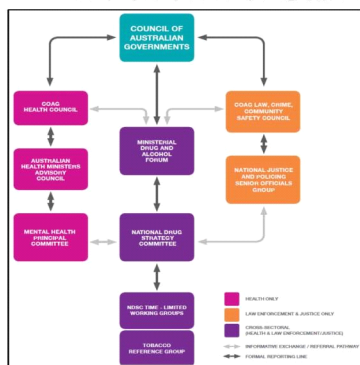 COUNCIL OF
AUSTRALIAN
GOVERNMENTS
COAG
HEALTH COUNCIL
COAG LAW, CRIME,
COMMUNITY
SAFETY COUNCIL
MINISTERIAL
DRUG AND
ALCOHOL
FORUM
AUSTRALIAN
HEALTH MINISTERS
ADVISORY
COUNCIL
NATIONAL JUSTICE
AND POLICING
SENIOR OFFICIALS
GROUP
MENTAL HEALTH
PRINCIPAL
COMMITTEE
NATIONAL DRUG
STRATEGY
COMMITTEE
NDSC TIME - LIMITED
WORKING GROUPS
TOBACCO
REFERENCE GROUP
HEALTH ONLY
LAW ENFORCEMENT & JUSTICE ONLY
CROSS-SECTORAL
(HEALTH & LAW ENFORCEMENT/JUSTICE)
INFORMATIVE EXCHANGE / REFERRAL PATHWAY
FORMAL REPORTING LINE